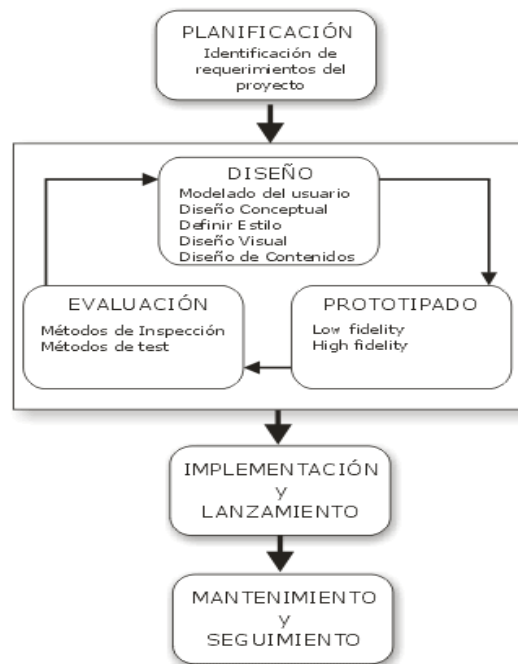 PLANIFICACIÓN
Identificación de
requerimientos del
proyecto
DISEÑO
Modelado del usuario
Diseño Conceptual
Definir Estilo
Diseño Visual
Diseño de Contenidos
EVALUACIÓN
Métodos de Inspección
Métodos de test
PROTOTIPADO
Low fidelity
High fidelity
IMPLEMENTACIÓN
y
LANZAMIENTO
MANTENIMIENTO
y
SEGUIMIENTO